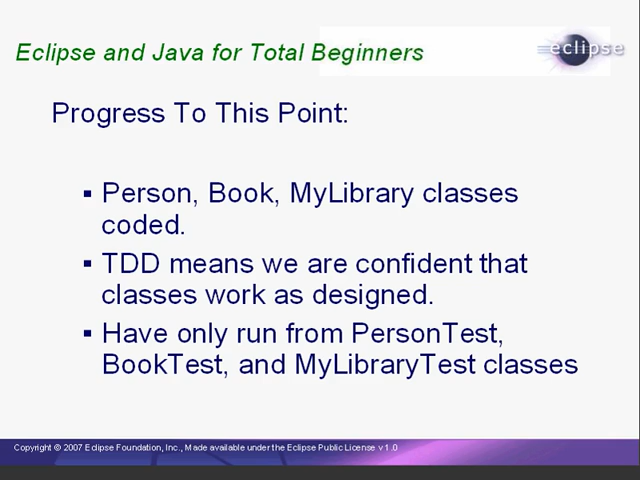 Eclipse and Java for Total Beginners
eclipse
Progress To This Point:
▪ Person, Book, MyLibrary classes
coded.
▪ TDD means we are confident that
classes work as designed.
▪ Have only run from PersonTest,
BookTest, and MyLibraryTest classes
Copyright © 2007 Eclipse Foundation, Inc., Made available under the Eclipse Public License v 1.0